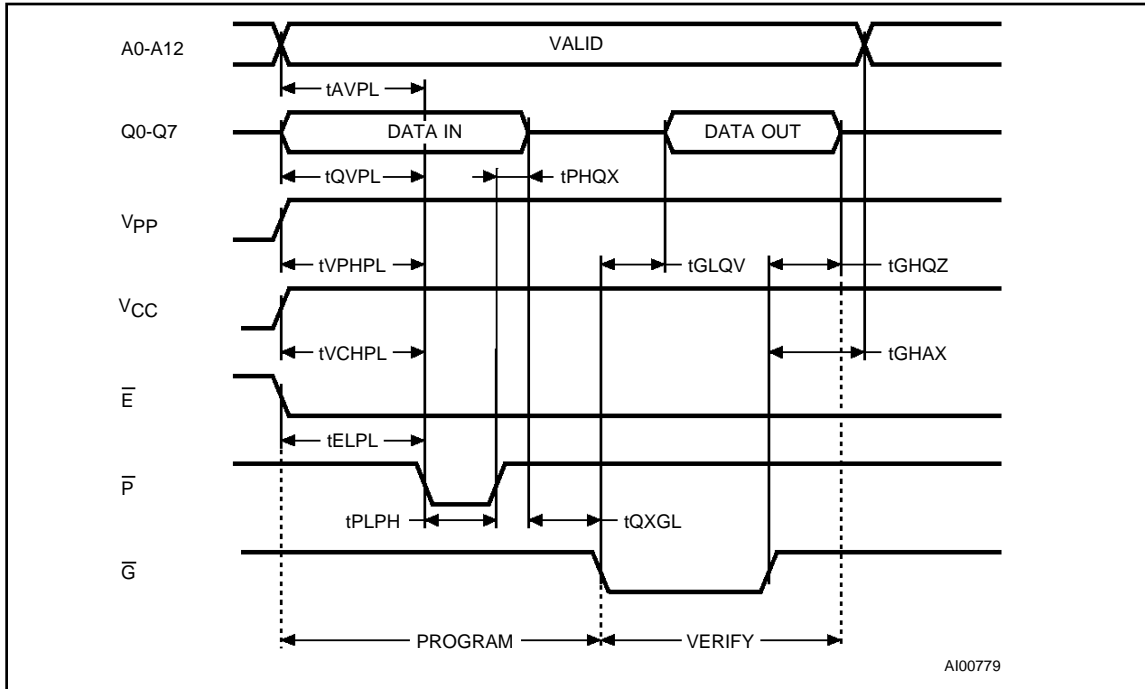 A0-A12 VALID
tAVPL
Q0-Q7 DATA IN DATA OUT
tQVPL tPHQX
VPP
tVPHPL tGLQV tGHQZ
VCC
tVCHPL tGHAX
E
tELPL
P
tPLPH tQXGL
G
PROGRAM VERIFY
AI00779